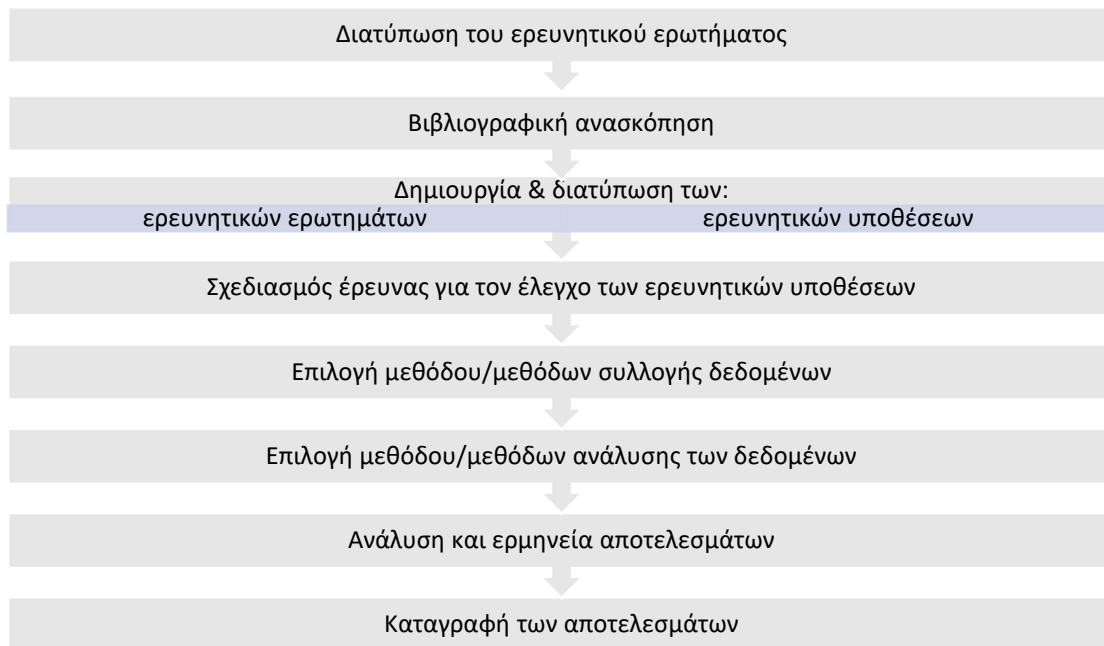 Διατύπωση του ερευνητικού ερωτήματος
Βιβλιογραφική ανασκόπηση
Δημιουργία & διατύπωση των:
ερευνητικών ερωτημάτων ερευνητικών υποθέσεων
Σχεδιασμός έρευνας για τον έλεγχο των ερευνητικών υποθέσεων
Επιλογή μεθόδου/μεθόδων συλλογής δεδομένων
Επιλογή μεθόδου/μεθόδων ανάλυσης των δεδομένων
Ανάλυση και ερμηνεία αποτελεσμάτων
Καταγραφή των αποτελεσμάτων